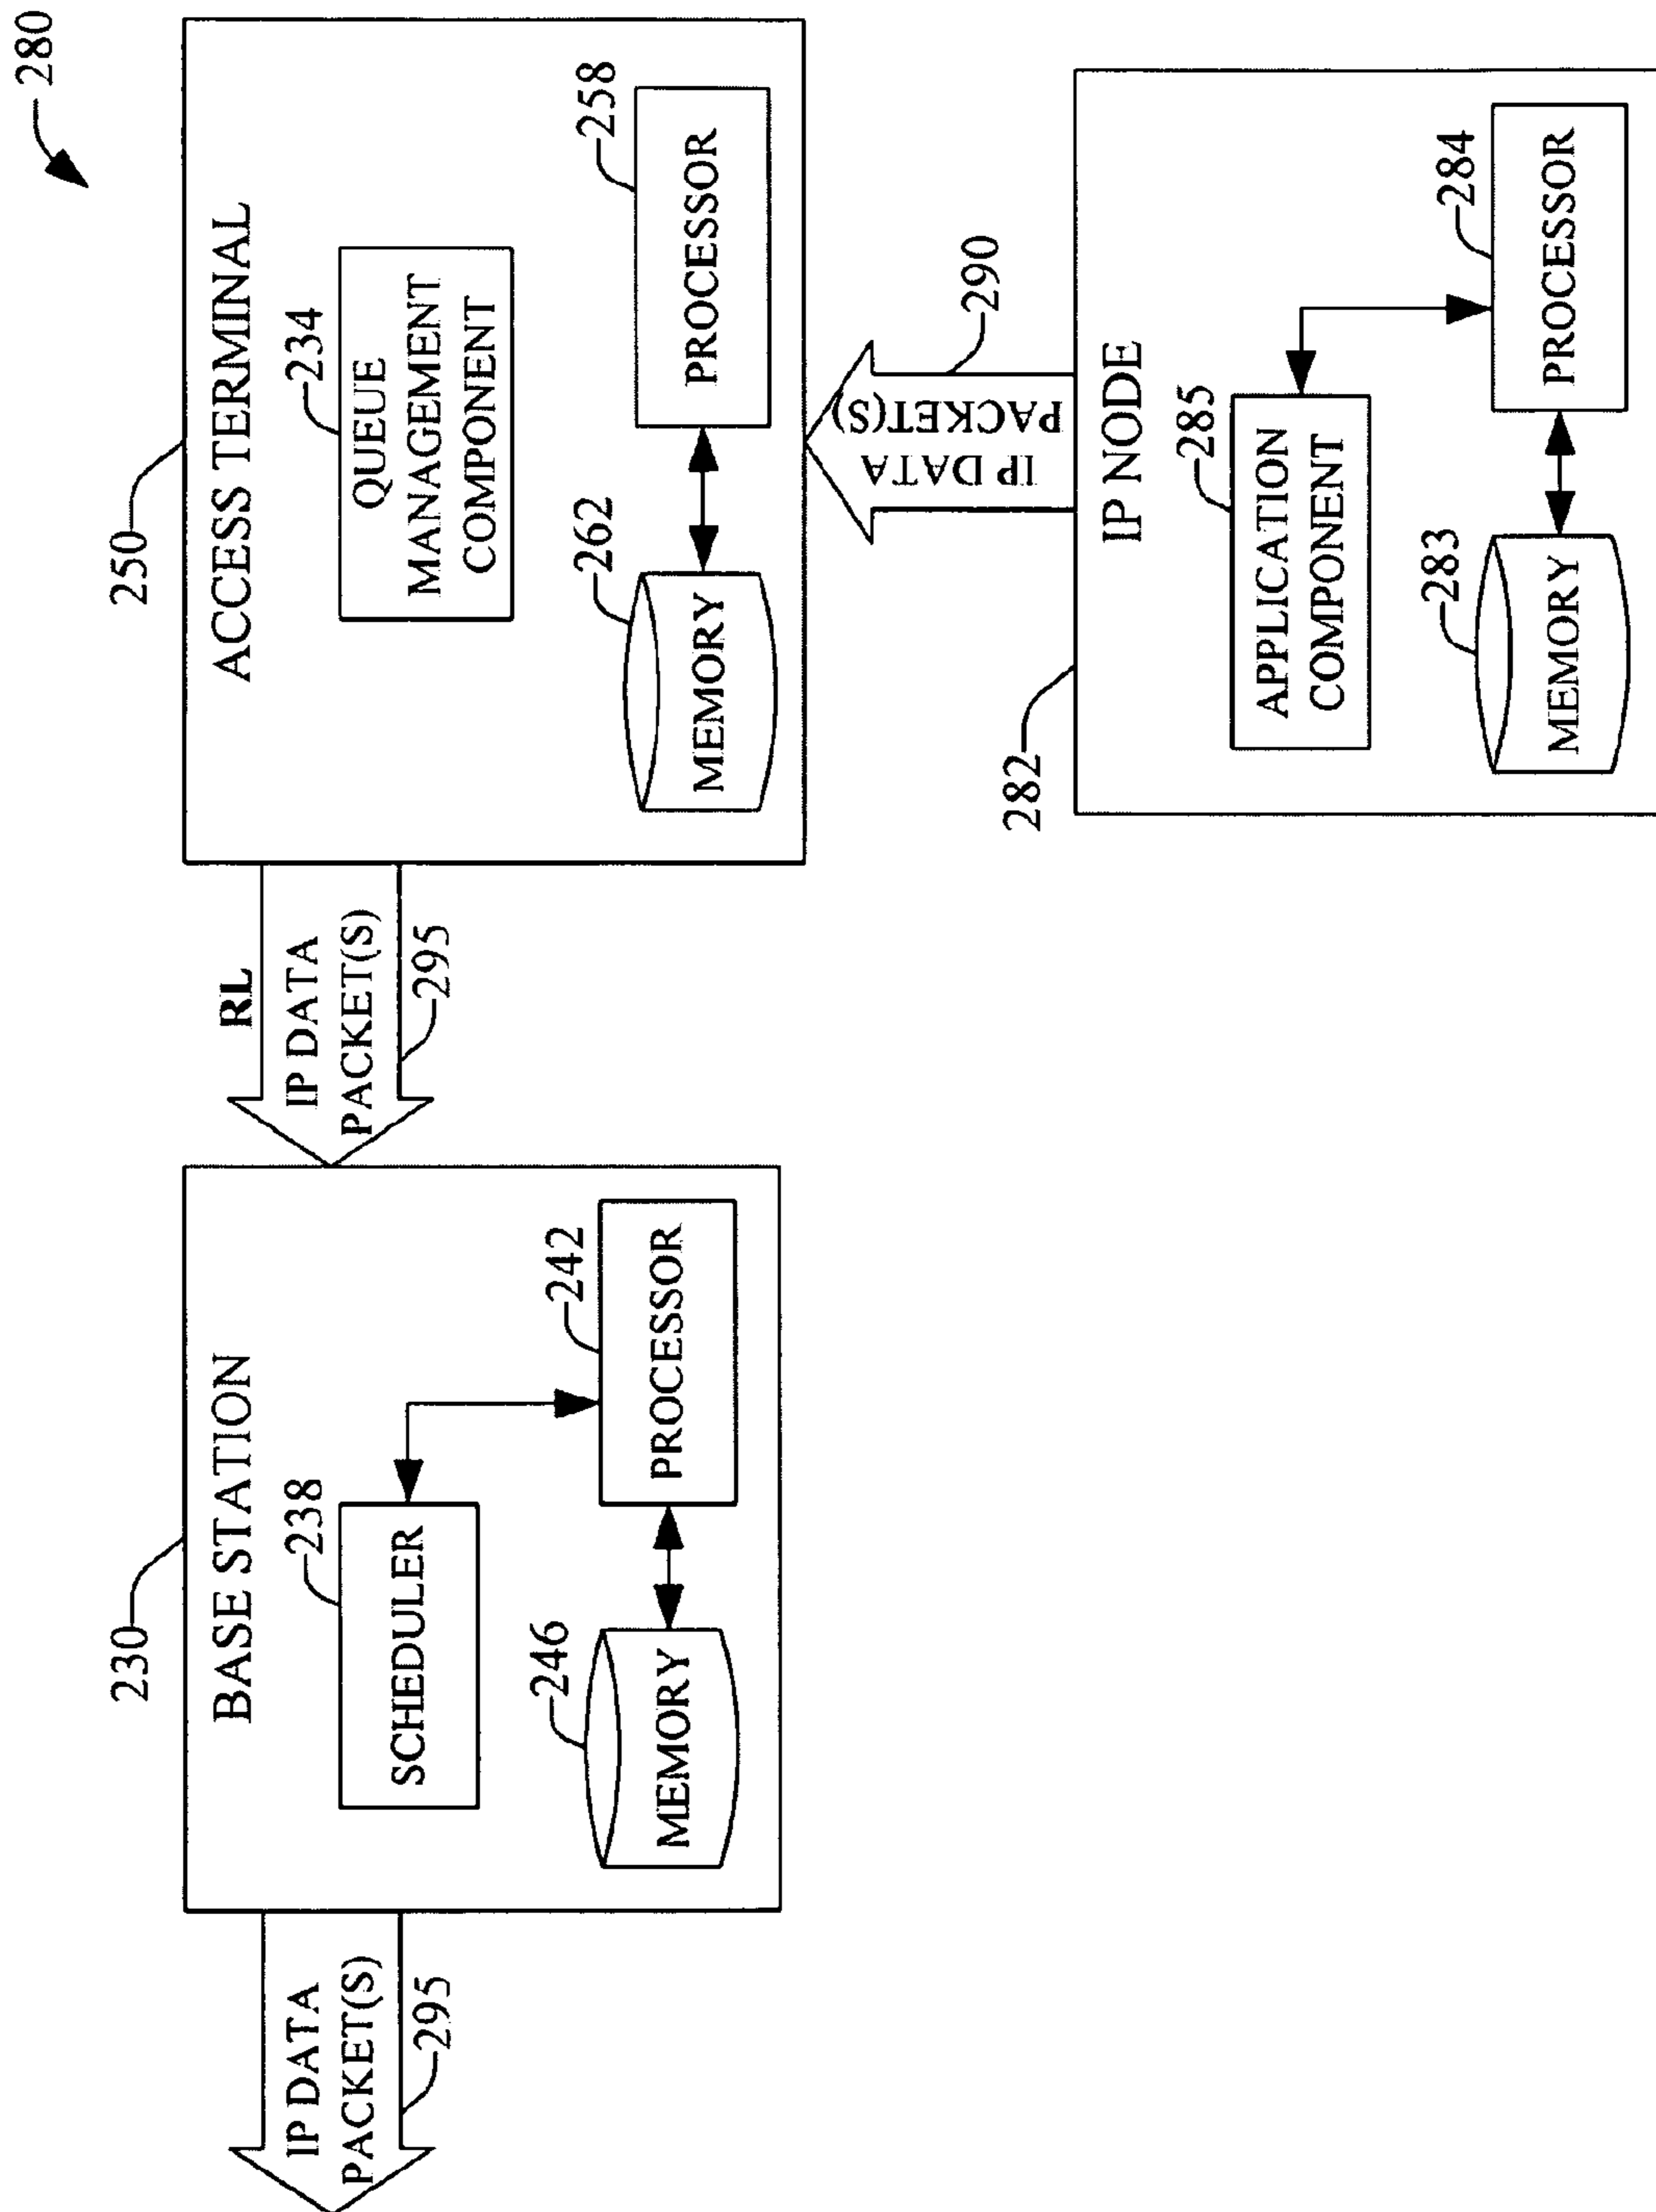 280
250
ACCESS TERMINAL
234
QUEUE
MANAGEMENT
COMPONENT
258
PROCESSOR
262
MEMORY
RL
IP DATA
PACKET(S)
295
230
BASE STATION
238
SCHEDULER
242
PROCESSOR
246
MEMORY
IP DATA
PACKET(S)
295
IP DATA
PACKET(S)
290
282
IP NODE
285
APPLICATION
COMPONENT
284
PROCESSOR
283
MEMORY